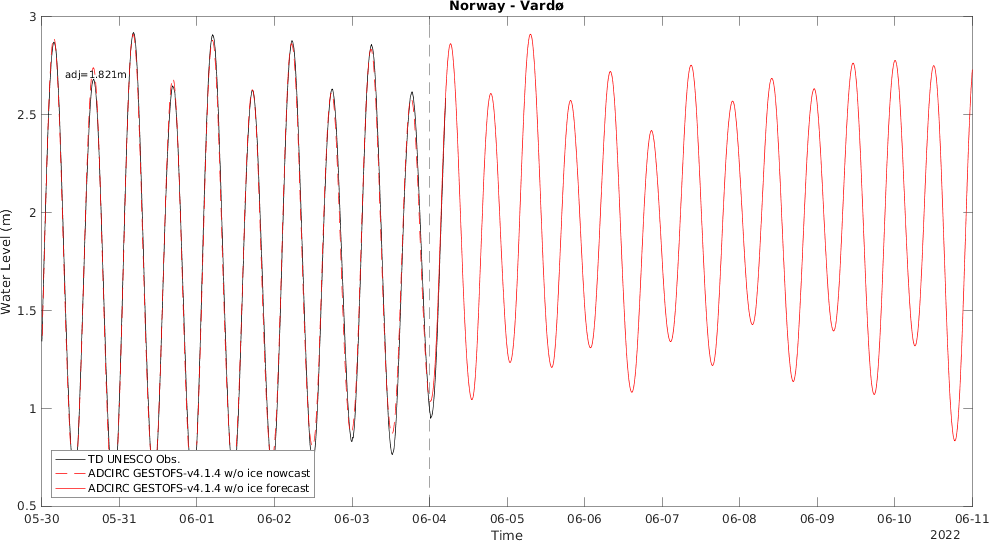 Norway - Vardø
3
2.5
2
1.5
1
0.5
Water Level (m)
adj=1.821m
TD UNESCO Obs.
ADCIRC GESTOFS-v4.1.4 w/o ice nowcast
ADCIRC GESTOFS-v4.1.4 w/o ice forecast
05-30 05-31 06-01 06-02 06-03 06-04 06-05 06-06 06-07 06-08 06-09 06-10 06-11
Time
2022